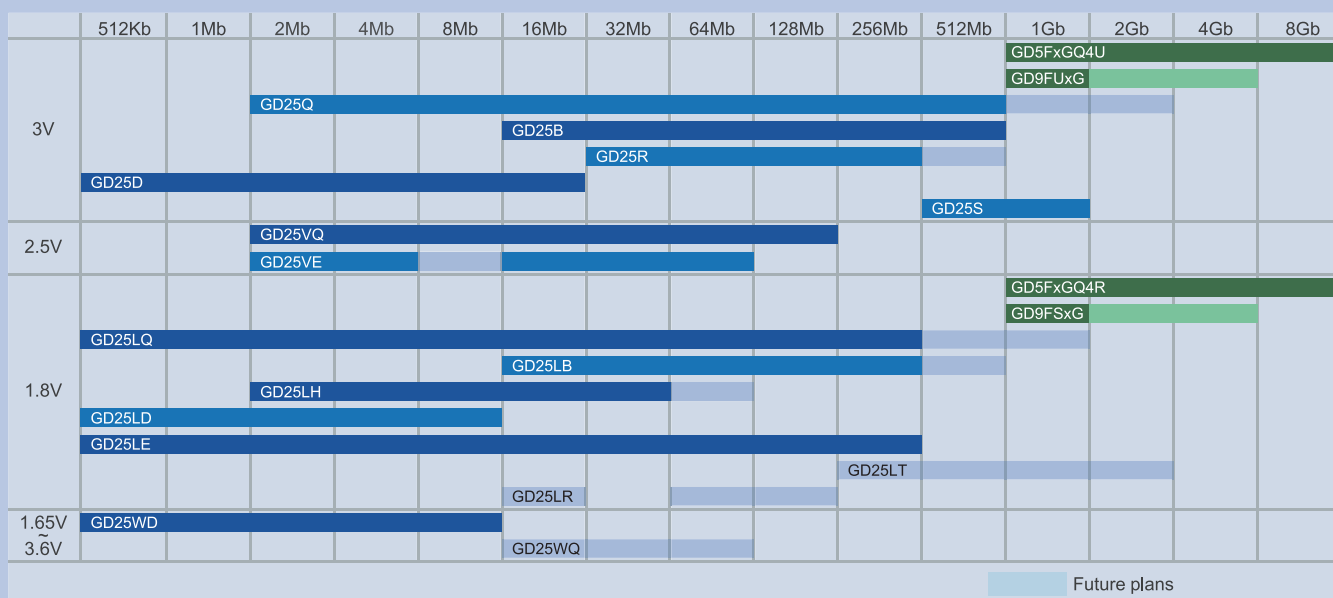 512Kb 1Mb 2Mb 4Mb 8Mb 16Mb 32Mb 64Mb 128Mb 256Mb 512Mb 1Gb 2Gb 4Gb 8Gb
GD5FxGQ4U
GD9FUxG
GD25Q
3V
GD25B
GD25R
GD25D
GD25S
2.5V
GD25VQ
GD25VE
GD5FxGQ4R
GD9FSxG
GD25LQ
GD25LB
1.8V
GD25LH
GD25LD
GD25LE
GD25LT
GD25LR
1.65V
~
3.6V
GD25WD
GD25WQ
Future plans